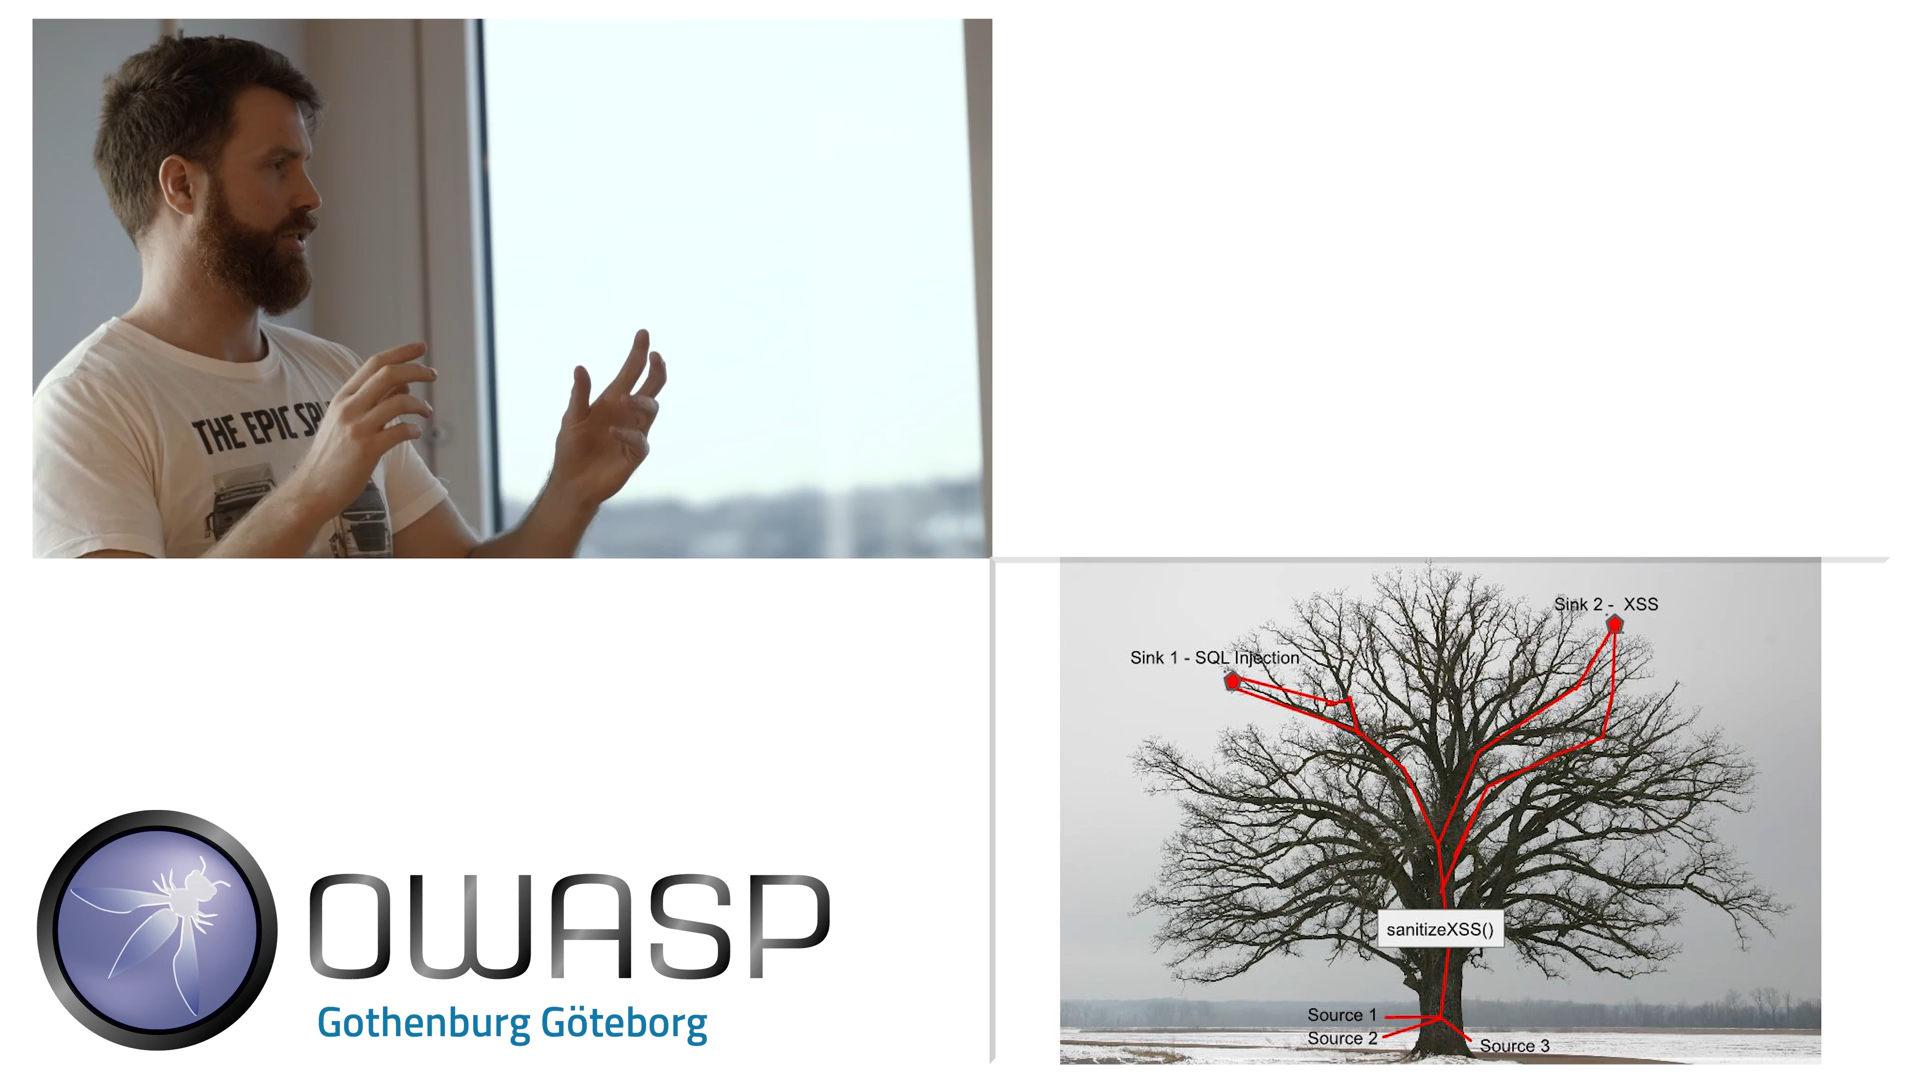 THE EPIC
Sink 2 - XSS
Sink 1 - SQL Injection
sanitizeXSS()
Source 1
Source 2
Source 3
OWASP
Gothenburg Göteborg